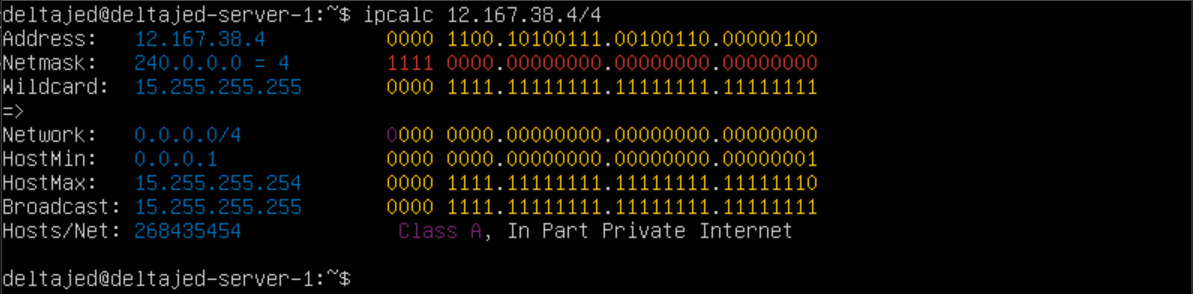 deltajed@deltajed-server-1:~$ ipcalc 12.167.38.4/4
Address:   12.167.38.4          0000 1100.10100111.00100110.00000100
Netmask:   240.0.0.0 = 4        1111 0000.00000000.00000000.00000000
Wildcard:  15.255.255.255       0000 1111.11111111.11111111.11111111
=>
Network:   0.0.0.0/4            0000 0000.00000000.00000000.00000000
HostMin:   0.0.0.1              0000 0000.00000000.00000000.00000001
HostMax:   15.255.255.254       0000 1111.11111111.11111111.11111110
Broadcast: 15.255.255.255       0000 1111.11111111.11111111.11111111
Hosts/Net: 268435454             Class A, In Part Private Internet
deltajed@deltajed-server-1:~$